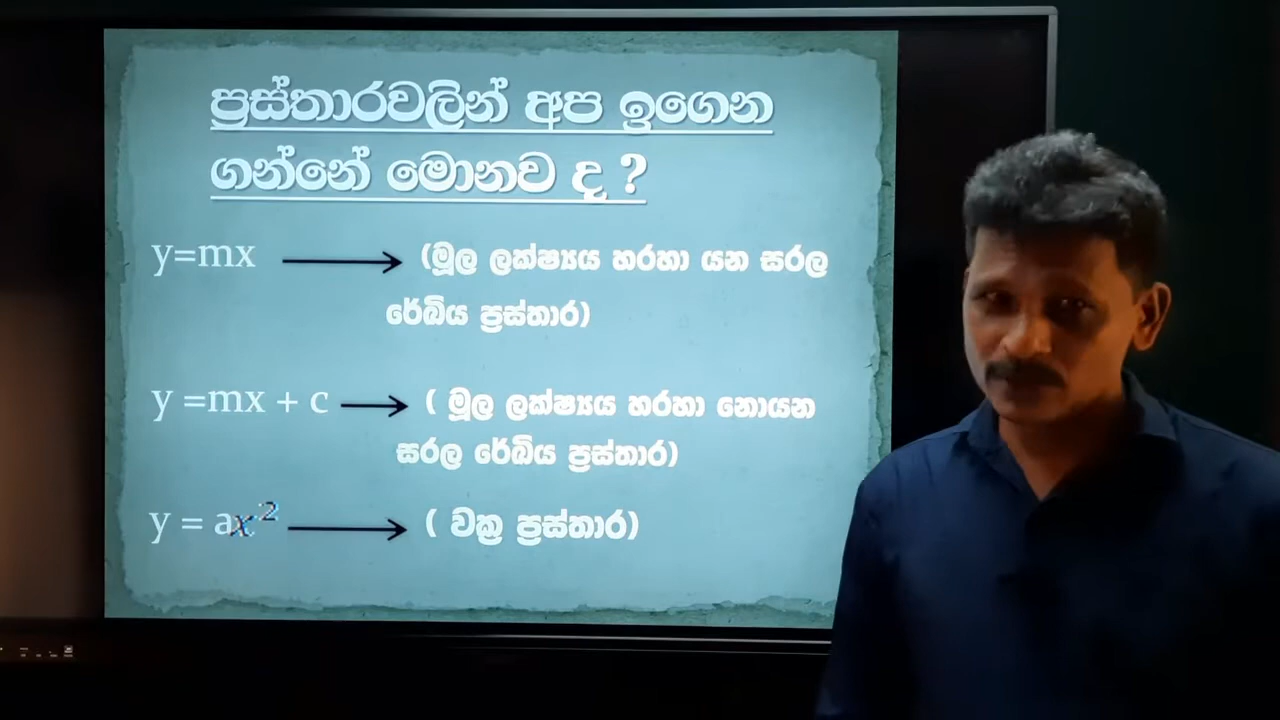 ප්‍රස්තාරවලින් අප ඉගෙන
ගන්නේ මොනව ද ?
y=mx → (මූල ලක්ෂ්‍යය හරහා යන සරල
රේඛීය ප්‍රස්තාර)
y =mx + c → ( මූල ලක්ෂ්‍යය හරහා නොයන
සරල රේඛීය ප්‍රස්තාර)
y = ax² → ( වක්‍ර ප්‍රස්තාර)